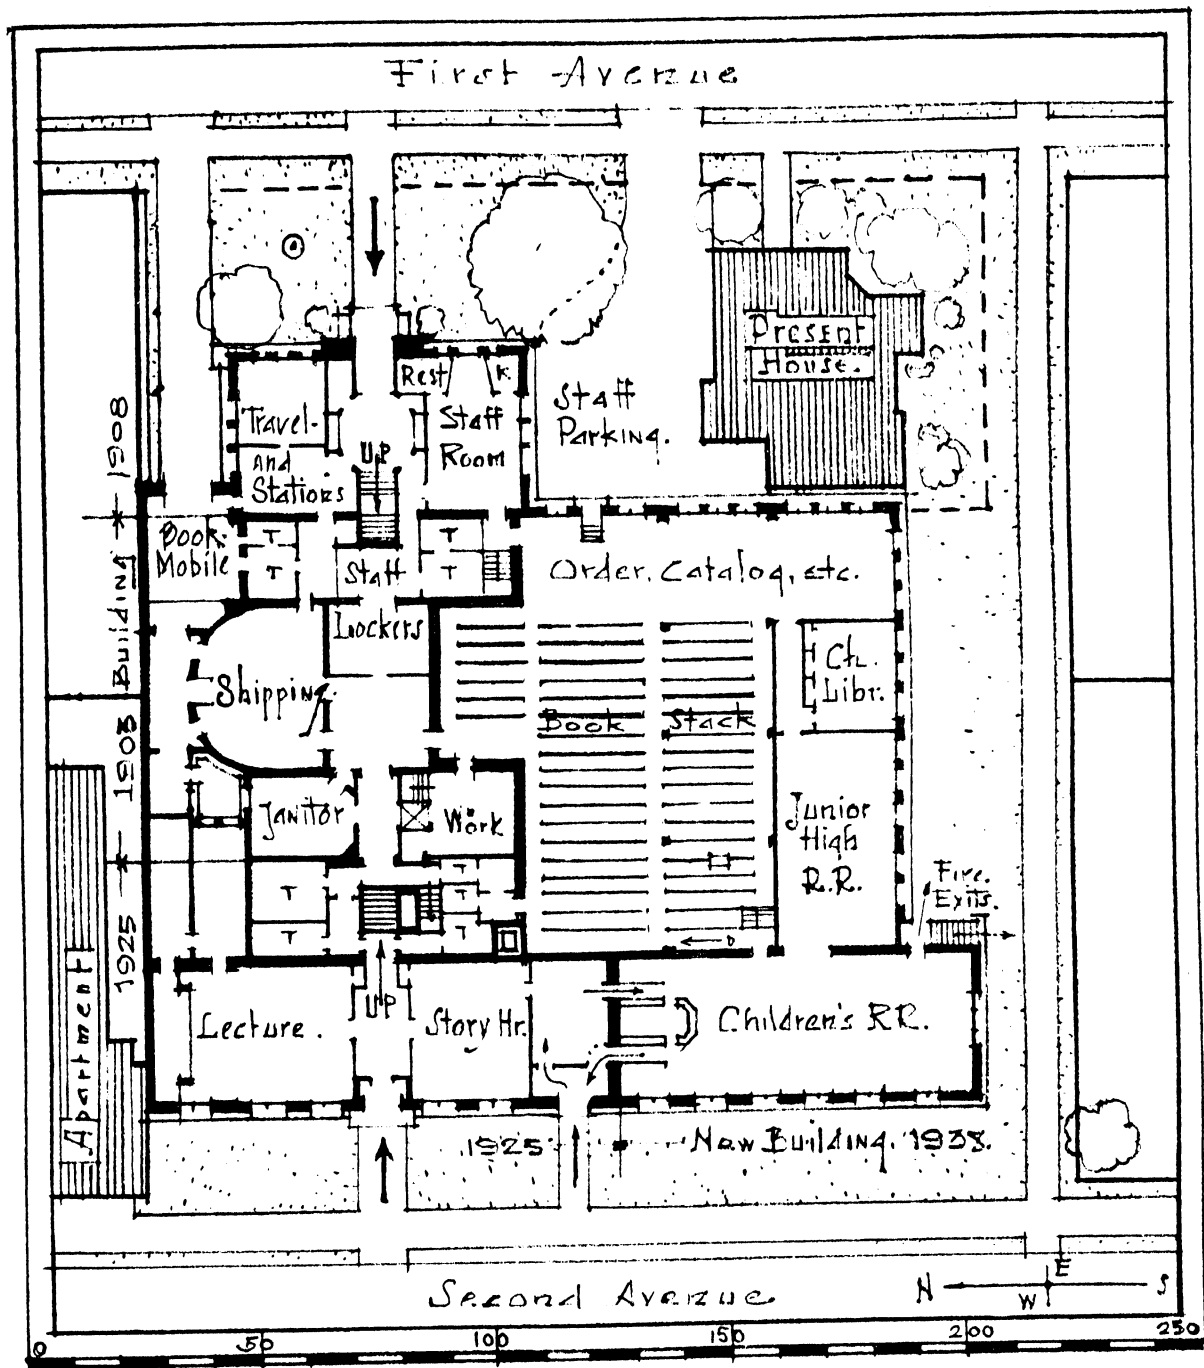 First Avenue
Rest
K.
Travel-
and
Stations
UP
Staff
Room
Staff
Parking.
Present
House.
1908
Book-
Mobile
T
T
Staff
T
T
Order, Catalog, etc.
Lockers
Building
Shipping.
Book Stack
Ch.
Libr.
1903
Janitor
Work
Junior
High
R.R.
Fire.
Exits.
T
T
T
T
T
D
1925
Apartment
Lecture.
UP
Story Hr.
Children's R.R.
1925
New Building, 1938.
Second Avenue
N
E
W
S
0 50 100 150 200 250